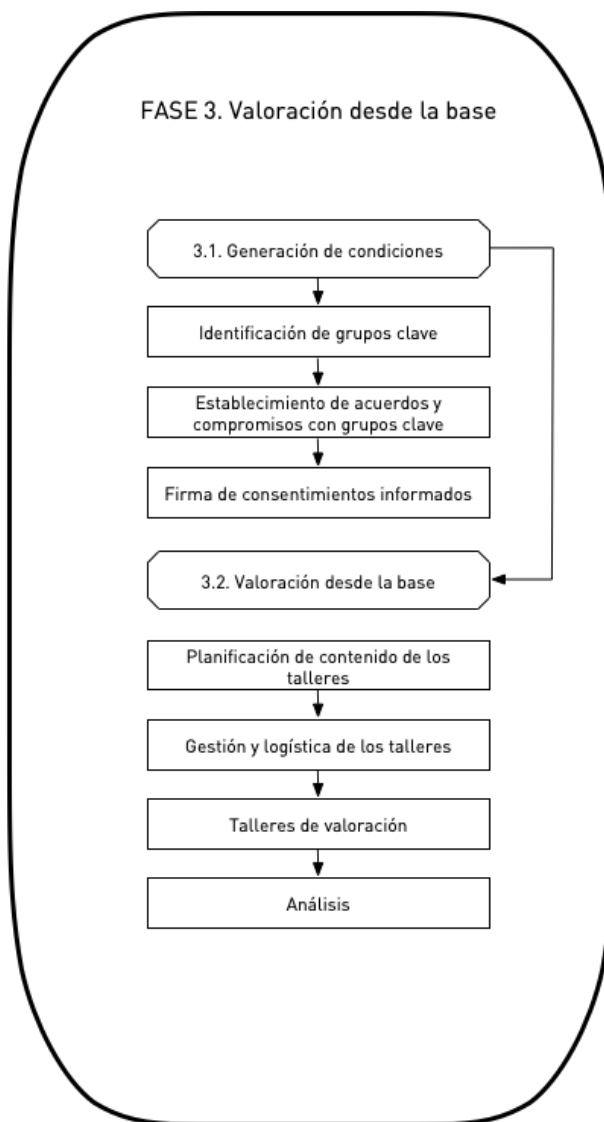 FASE 3. Valoración desde la base
3.1. Generación de condiciones
Identificación de grupos clave
Establecimiento de acuerdos y
compromisos con grupos clave
Firma de consentimientos informados
3.2. Valoración desde la base
Planificación de contenido de los
talleres
Gestión y logística de los talleres
Talleres de valoración
Análisis